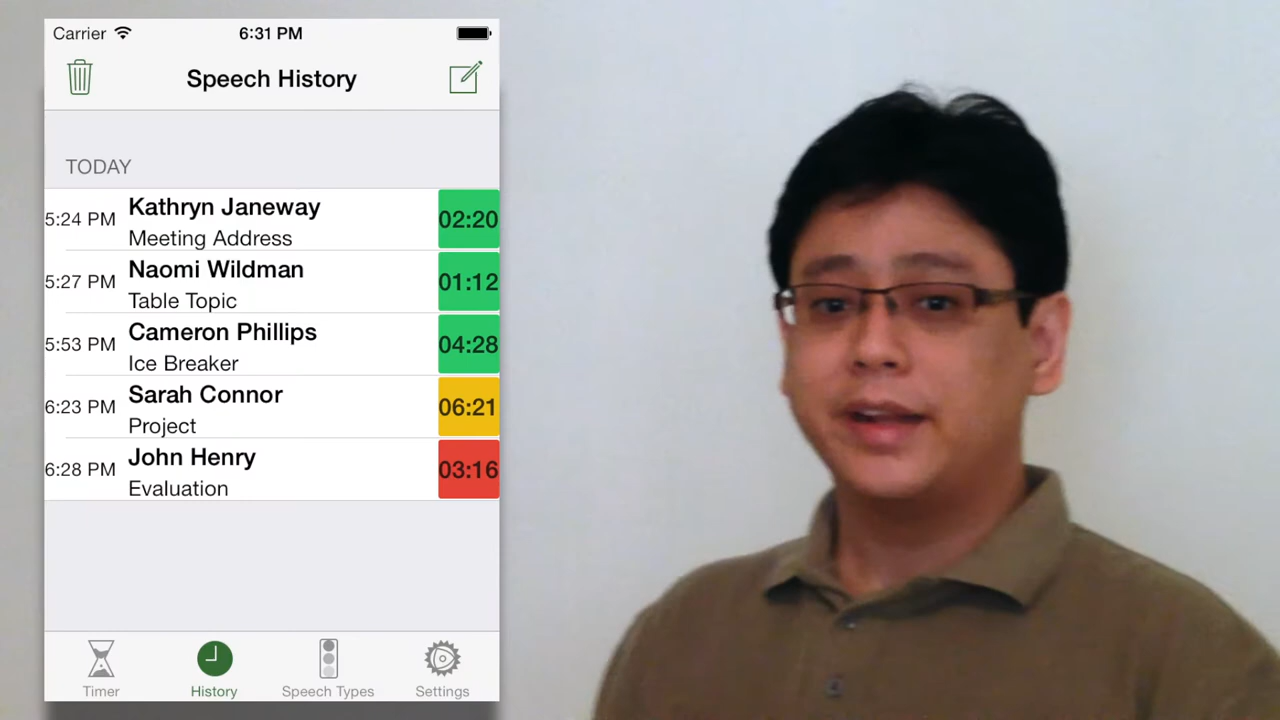 Carrier 6:31 PM
Speech History
TODAY
5:24 PM Kathryn Janeway 02:20
Meeting Address
5:27 PM Naomi Wildman 01:12
Table Topic
5:53 PM Cameron Phillips 04:28
Ice Breaker
6:23 PM Sarah Connor 06:21
Project
6:28 PM John Henry 03:16
Evaluation
Timer History Speech Types Settings